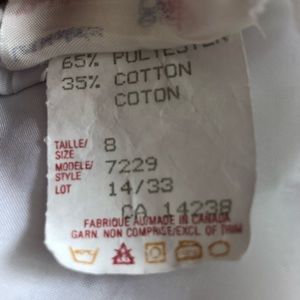 65% POLYESTER
35% COTTON
COTON
TAILLE/
SIZE 8
MODELE/
STYLE 7229
LOT 14/33
CA 14238
FABRIQUE AU/MADE IN CANADA
GARN. NON COMPRISE/EXCL OF TRIM